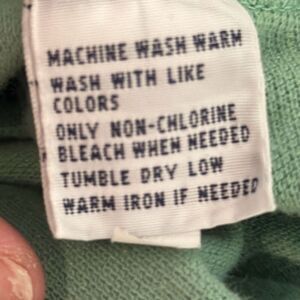 MACHINE WASH WARM
WASH WITH LIKE
COLORS
ONLY NON-CHLORINE
BLEACH WHEN NEEDED
TUMBLE DRY LOW
WARM IRON IF NEEDED